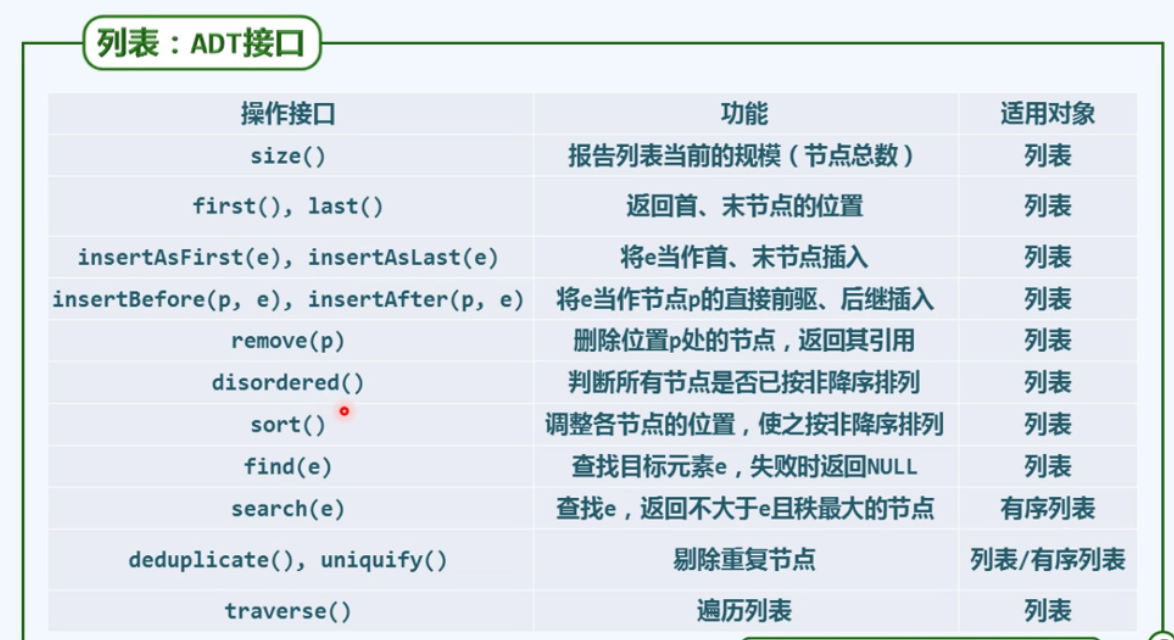 列表：ADT接口
操作接口 功能 适用对象
size() 报告列表当前的规模（节点总数） 列表
first(), last() 返回首、末节点的位置 列表
insertAsFirst(e), insertAsLast(e) 将e当作首、末节点插入 列表
insertBefore(p, e), insertAfter(p, e) 将e当作节点p的直接前驱、后继插入 列表
remove(p) 删除位置p处的节点，返回其引用 列表
disordered() 判断所有节点是否已按非降序排列 列表
sort() 调整各节点的位置，使之按非降序排列 列表
find(e) 查找目标元素e，失败时返回NULL 列表
search(e) 查找e，返回不大于e且秩最大的节点 有序列表
deduplicate(), uniquify() 剔除重复节点 列表/有序列表
traverse() 遍历列表 列表